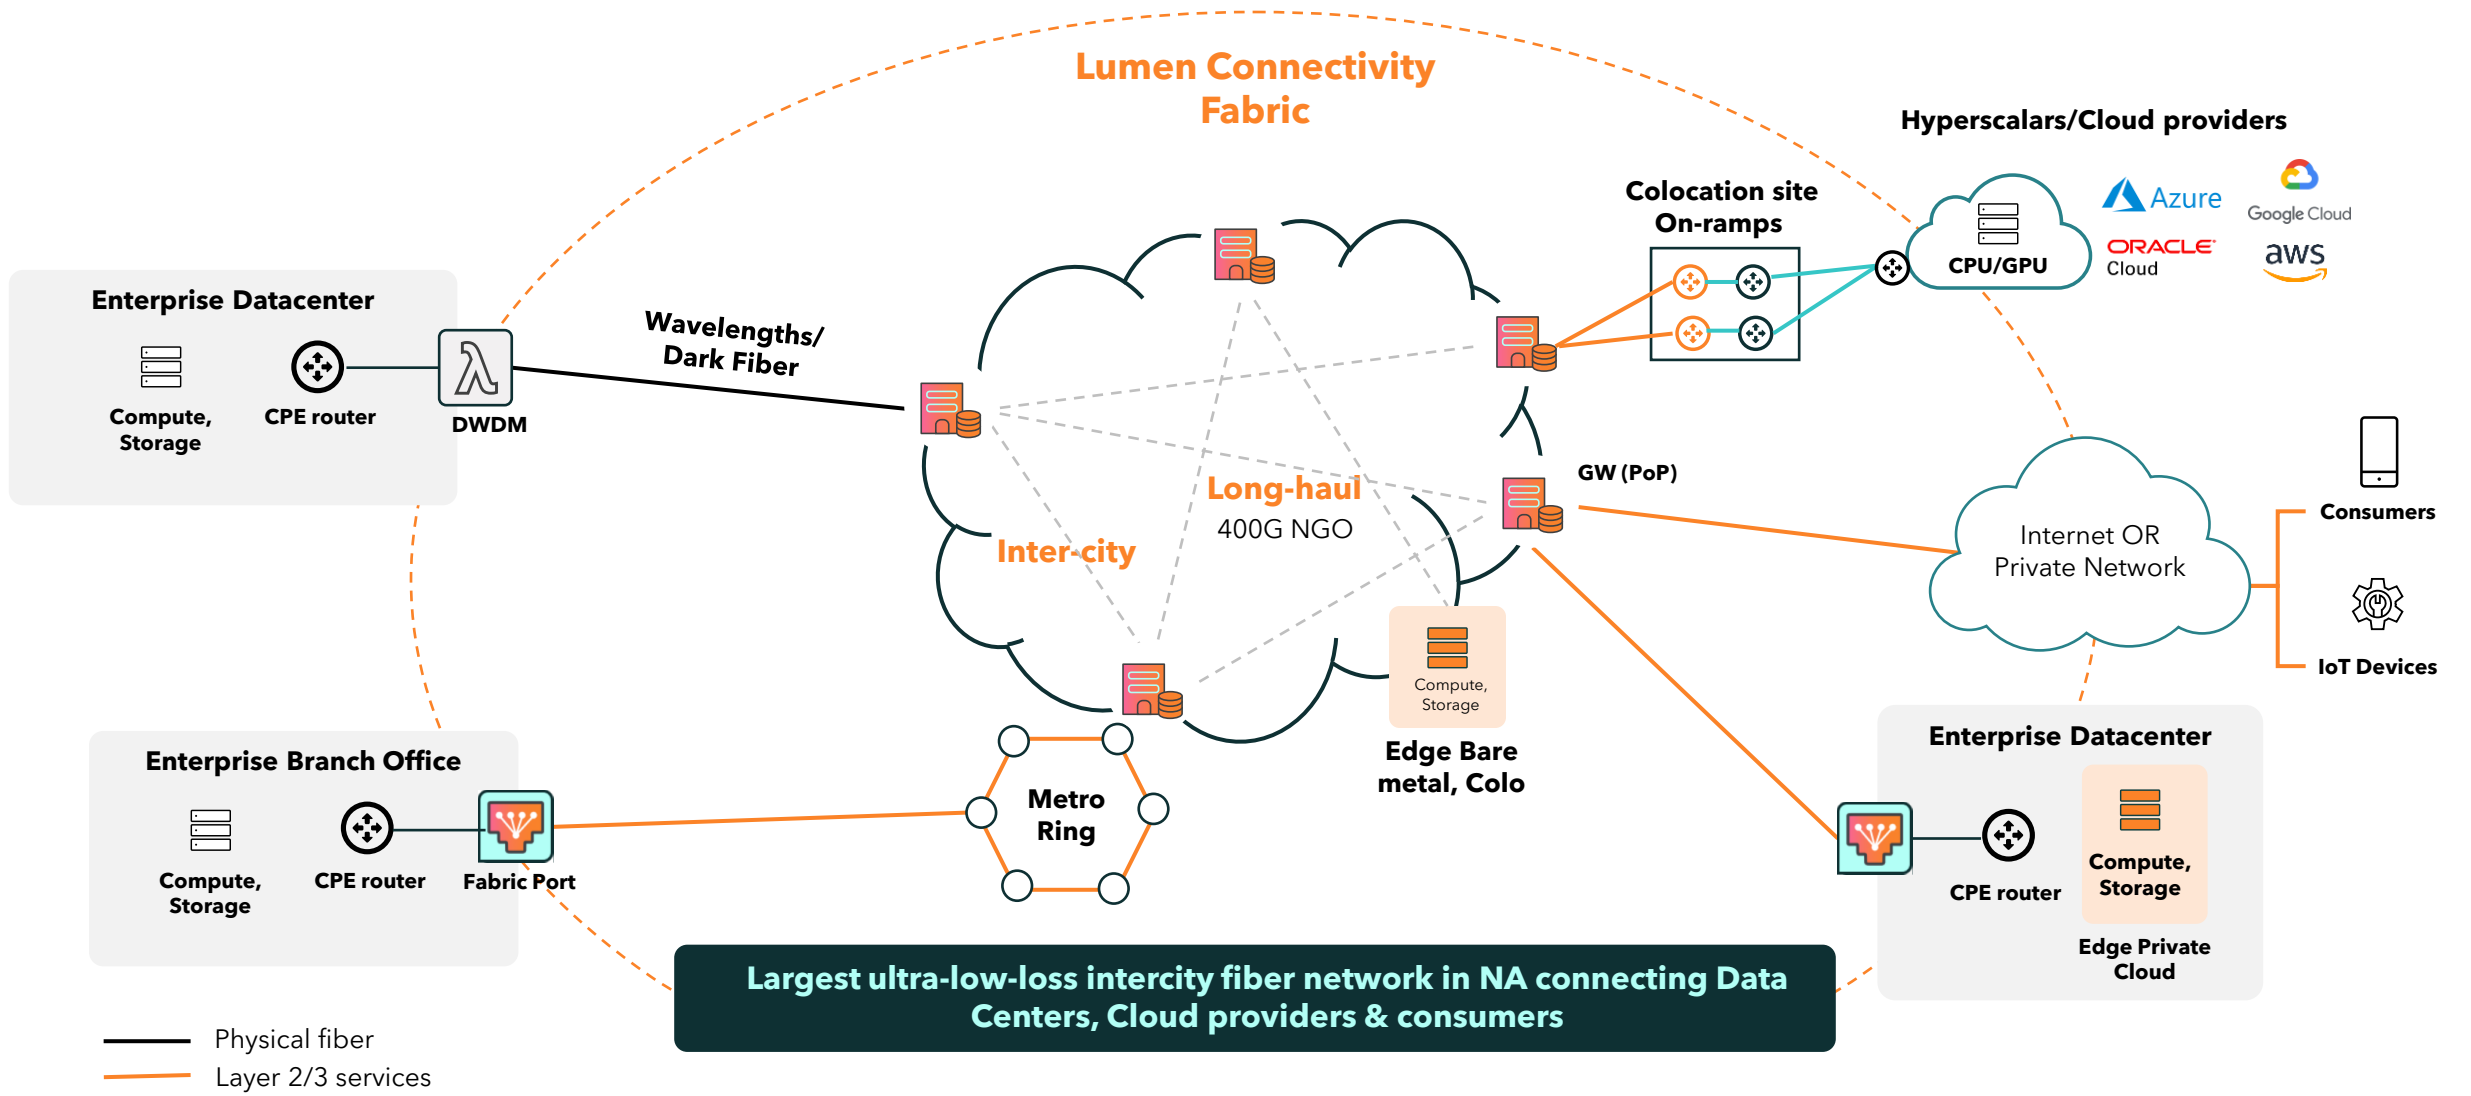 Lumen Connectivity
Fabric
Hyperscalars/Cloud providers
Azure
Google Cloud
ORACLE
Cloud
aws
CPU/GPU
Colocation site
On-ramps
Enterprise Datacenter
Compute,
Storage
CPE router
DWDM
Wavelengths/
Dark Fiber
Long-haul
400G NGO
Inter-city
GW (PoP)
Internet OR
Private Network
Consumers
IoT Devices
Compute,
Storage
Edge Bare
metal, Colo
Enterprise Branch Office
Compute,
Storage
CPE router
Fabric Port
Metro
Ring
Enterprise Datacenter
CPE router
Compute,
Storage
Edge Private
Cloud
Largest ultra-low-loss intercity fiber network in NA connecting Data
Centers, Cloud providers & consumers
Physical fiber
Layer 2/3 services